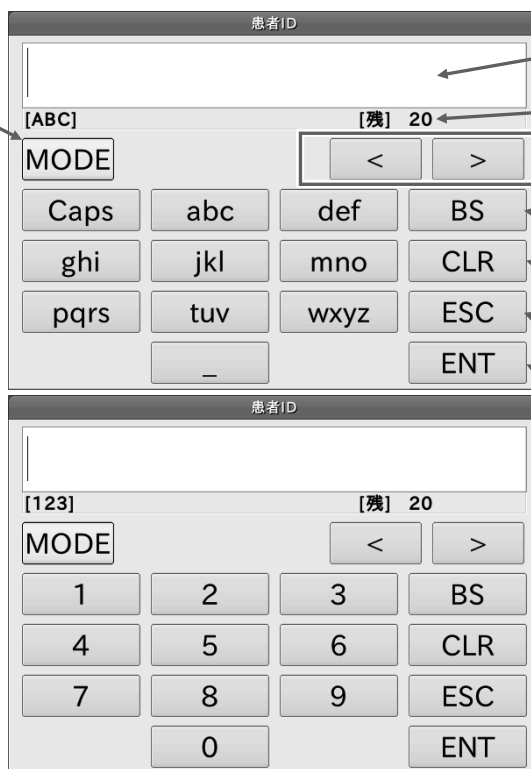 患者ID
[ABC] [残] 20
MODE < >
Caps abc def BS
ghi jkl mno CLR
pqrs tuv wxyz ESC
_ ENT
患者ID
[123] [残] 20
MODE < >
1 2 3 BS
4 5 6 CLR
7 8 9 ESC
0 ENT